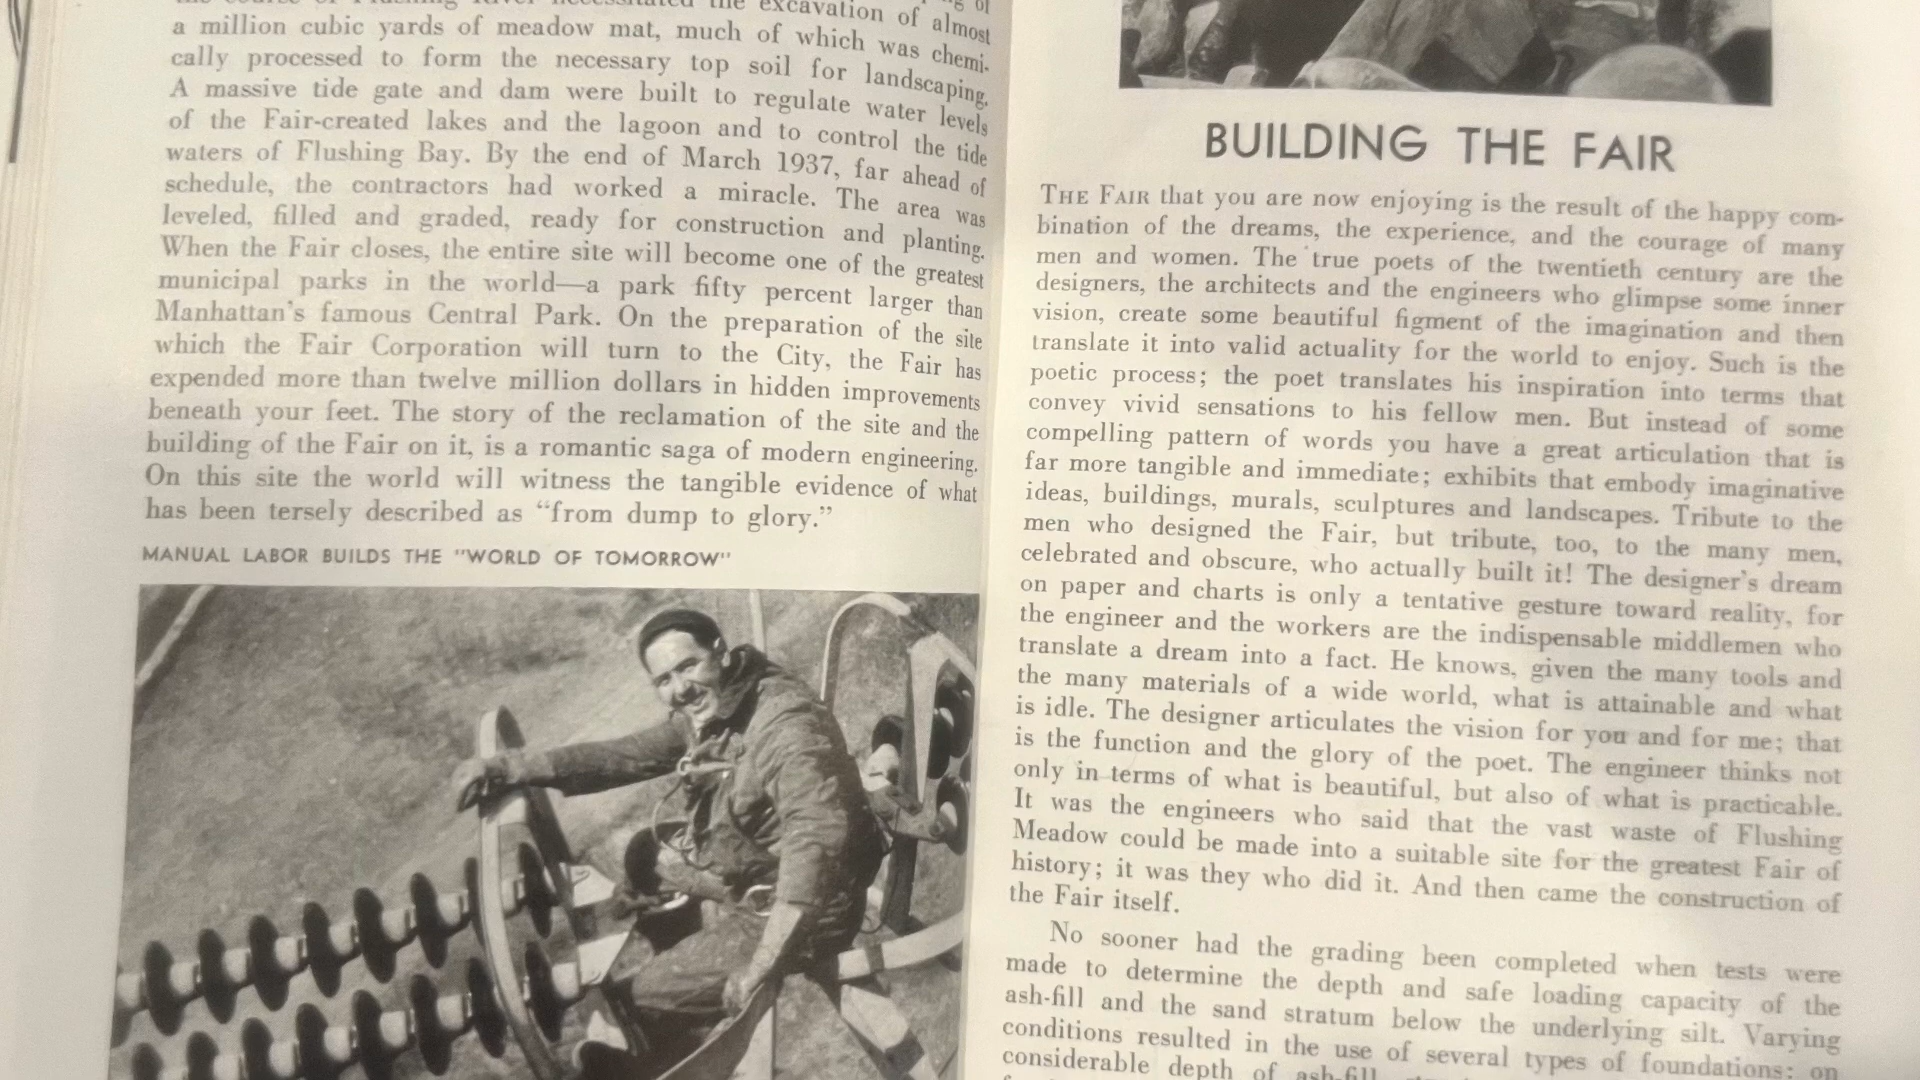 the course of Flushing River necessitated the excavation of almost
a million cubic yards of meadow mat, much of which was chemi-
cally processed to form the necessary top soil for landscaping.
A massive tide gate and dam were built to regulate water levels
of the Fair-created lakes and the lagoon and to control the tide
waters of Flushing Bay. By the end of March 1937, far ahead of
schedule, the contractors had worked a miracle. The area was
leveled, filled and graded, ready for construction and planting.
When the Fair closes, the entire site will become one of the greatest
municipal parks in the world—a park fifty percent larger than
Manhattan's famous Central Park. On the preparation of the site
which the Fair Corporation will turn to the City, the Fair has
expended more than twelve million dollars in hidden improvements
beneath your feet. The story of the reclamation of the site and the
building of the Fair on it, is a romantic saga of modern engineering.
On this site the world will witness the tangible evidence of what
has been tersely described as “from dump to glory.”
MANUAL LABOR BUILDS THE "WORLD OF TOMORROW"
BUILDING THE FAIR
THE FAIR that you are now enjoying is the result of the happy com-
bination of the dreams, the experience, and the courage of many
men and women. The true poets of the twentieth century are the
designers, the architects and the engineers who glimpse some inner
vision, create some beautiful figment of the imagination and then
translate it into valid actuality for the world to enjoy. Such is the
poetic process; the poet translates his inspiration into terms that
convey vivid sensations to his fellow men. But instead of some
compelling pattern of words you have a great articulation that is
far more tangible and immediate; exhibits that embody imaginative
ideas, buildings, murals, sculptures and landscapes. Tribute to the
men who designed the Fair, but tribute, too, to the many men,
celebrated and obscure, who actually built it! The designer's dream
on paper and charts is only a tentative gesture toward reality, for
the engineer and the workers are the indispensable middlemen who
translate a dream into a fact. He knows, given the many tools and
the many materials of a wide world, what is attainable and what
is idle. The designer articulates the vision for you and for me; that
is the function and the glory of the poet. The engineer thinks not
only in terms of what is beautiful, but also of what is practicable.
It was the engineers who said that the vast waste of Flushing
Meadow could be made into a suitable site for the greatest Fair of
history; it was they who did it. And then came the construction of
the Fair itself.
No sooner had the grading been completed when tests were
made to determine the depth and safe loading capacity of the
ash-fill and the sand stratum below the underlying silt. Varying
conditions resulted in the use of several types of foundations: on
considerable depth of ash-fill